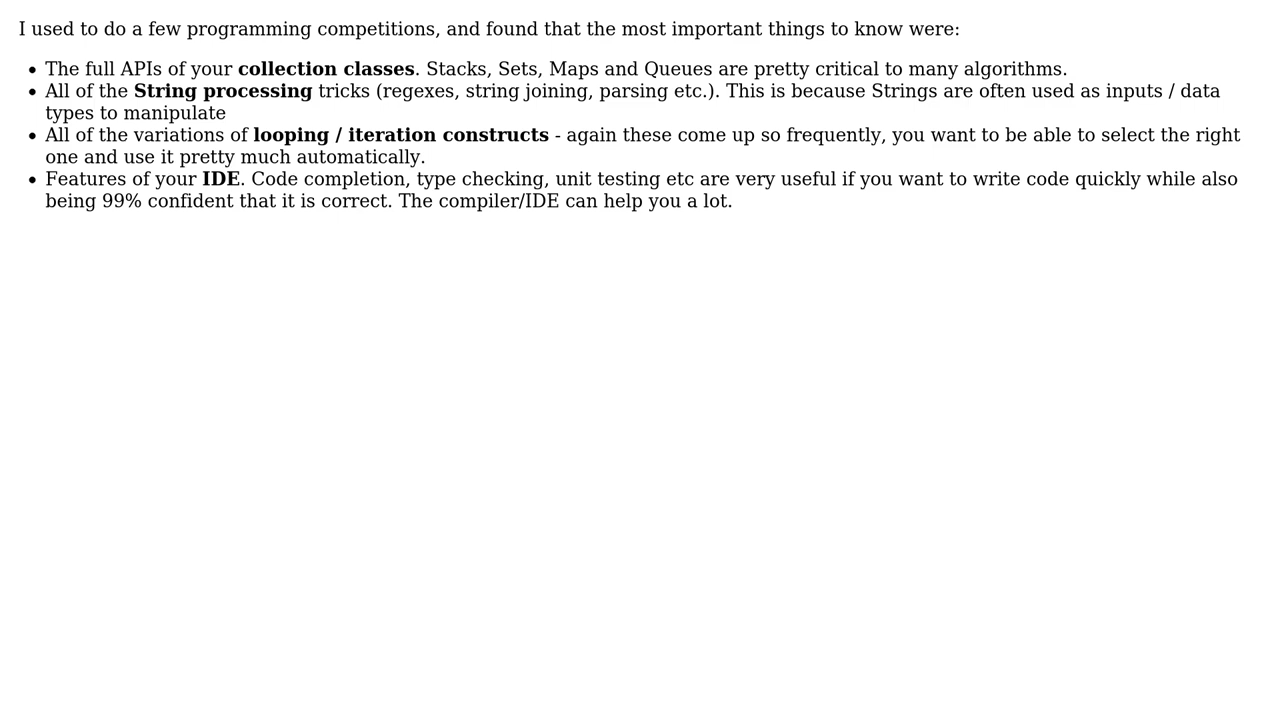 I used to do a few programming competitions, and found that the most important things to know were:
• The full APIs of your collection classes. Stacks, Sets, Maps and Queues are pretty critical to many algorithms.
• All of the String processing tricks (regexes, string joining, parsing etc.). This is because Strings are often used as inputs / data
types to manipulate
• All of the variations of looping / iteration constructs - again these come up so frequently, you want to be able to select the right
one and use it pretty much automatically.
• Features of your IDE. Code completion, type checking, unit testing etc are very useful if you want to write code quickly while also
being 99% confident that it is correct. The compiler/IDE can help you a lot.